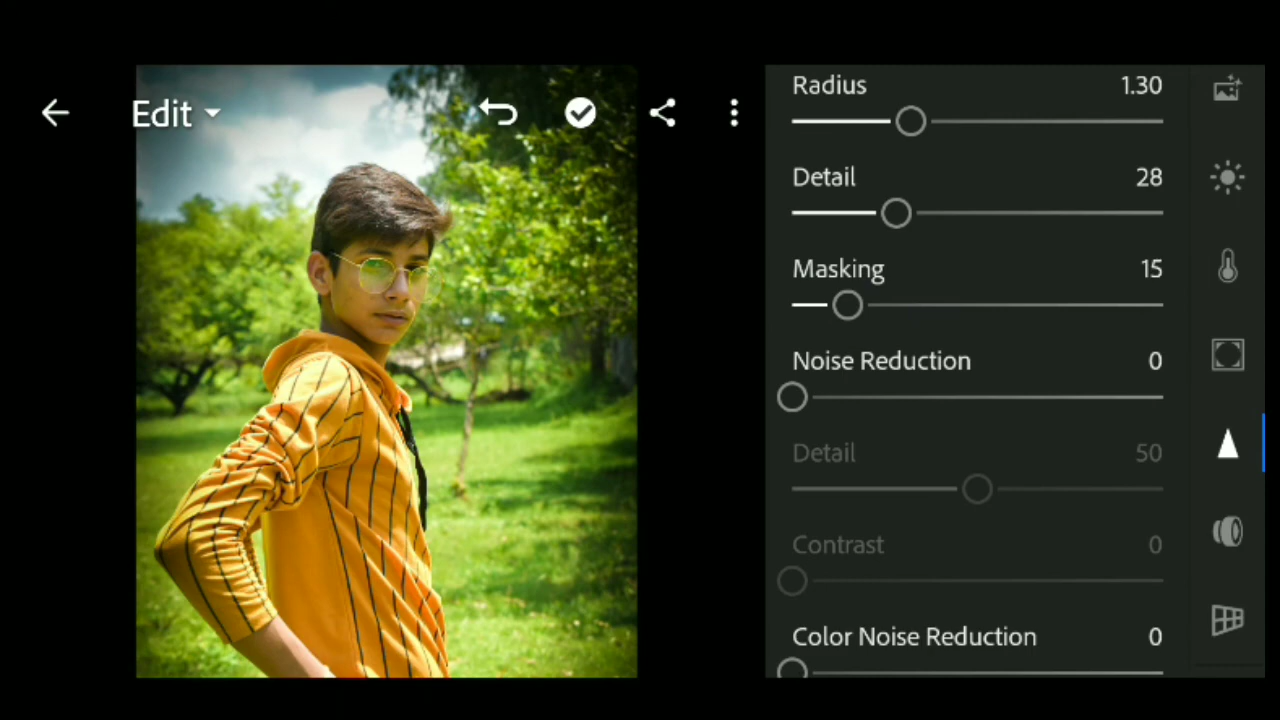 Edit
Radius 1.30
Detail 28
Masking 15
Noise Reduction 0
Detail 50
Contrast 0
Color Noise Reduction 0